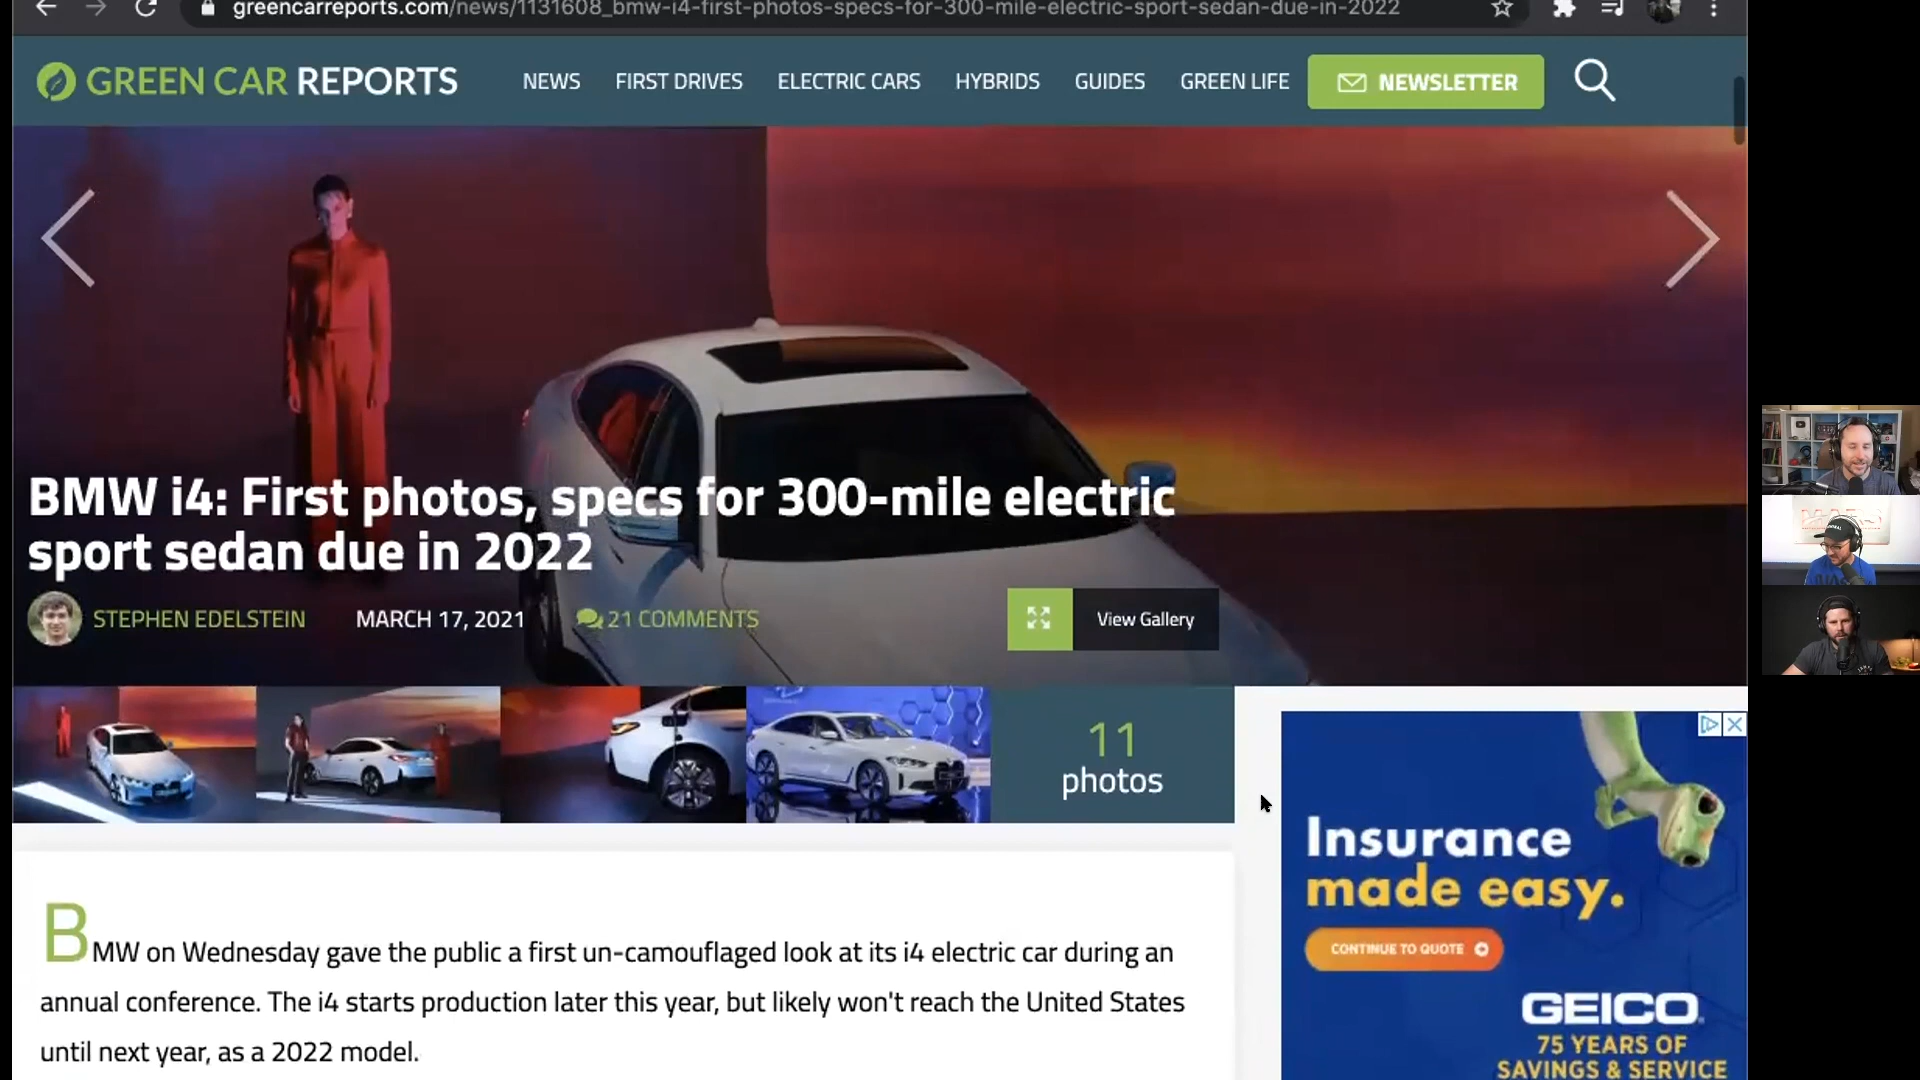 greencarreports.com/news/1131608_bmw-i4-first-photos-specs-for-300-mile-electric-sport-sedan-due-in-2022
GREEN CAR REPORTS
NEWS FIRST DRIVES ELECTRIC CARS HYBRIDS GUIDES GREEN LIFE NEWSLETTER
BMW i4: First photos, specs for 300-mile electric
sport sedan due in 2022
STEPHEN EDELSTEIN MARCH 17, 2021 21 COMMENTS
View Gallery
11
photos
BMW on Wednesday gave the public a first un-camouflaged look at its i4 electric car during an
annual conference. The i4 starts production later this year, but likely won't reach the United States
until next year, as a 2022 model.
Insurance
made easy.
CONTINUE TO QUOTE
GEICO
75 YEARS OF
SAVINGS & SERVICE